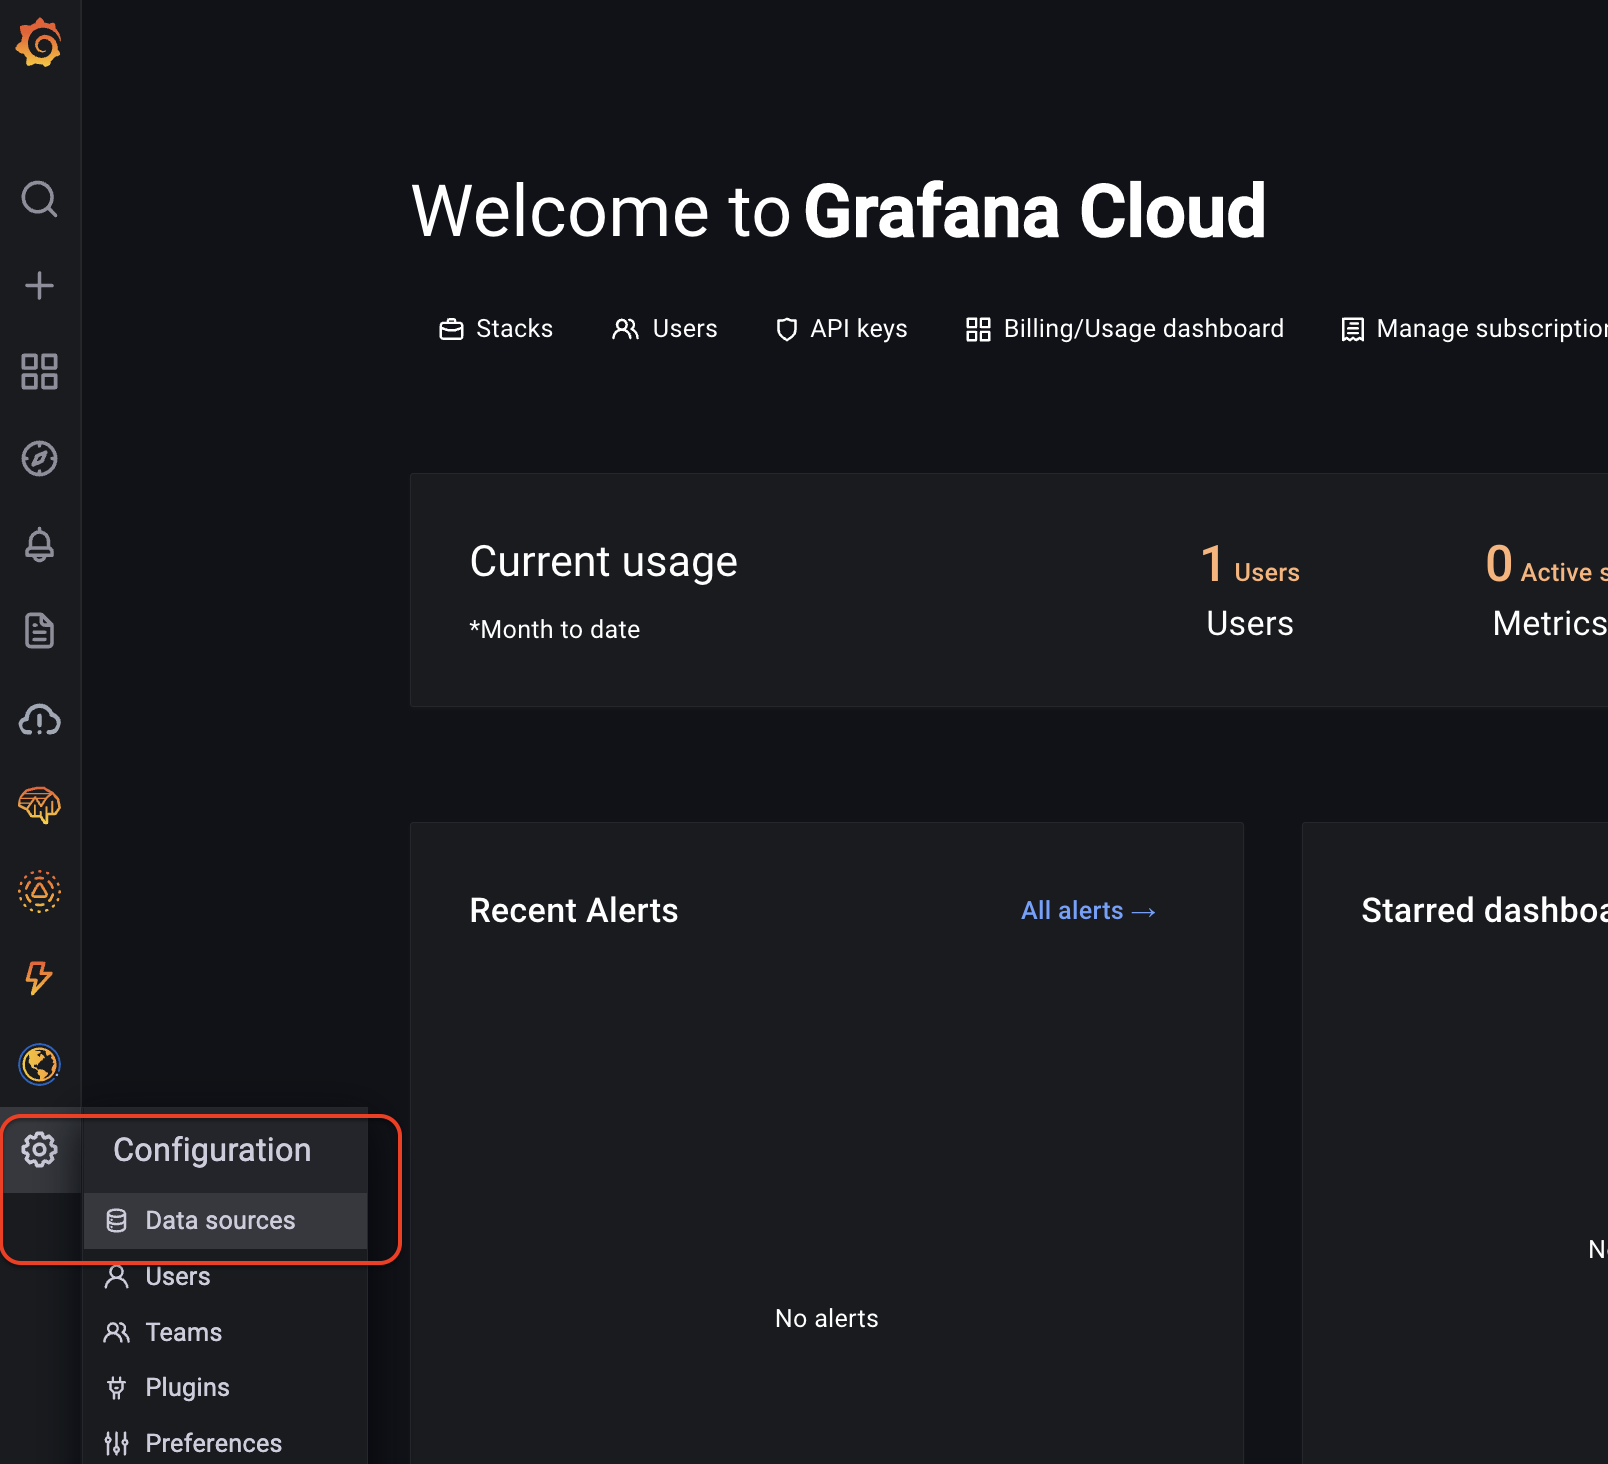 Welcome to Grafana Cloud
Stacks Users API keys Billing/Usage dashboard Manage subscription
Current usage
*Month to date
1 Users
Users
0 Active s
Metrics
Recent Alerts
All alerts →
No alerts
Starred dashboa
No
Configuration
Data sources
Users
Teams
Plugins
Preferences